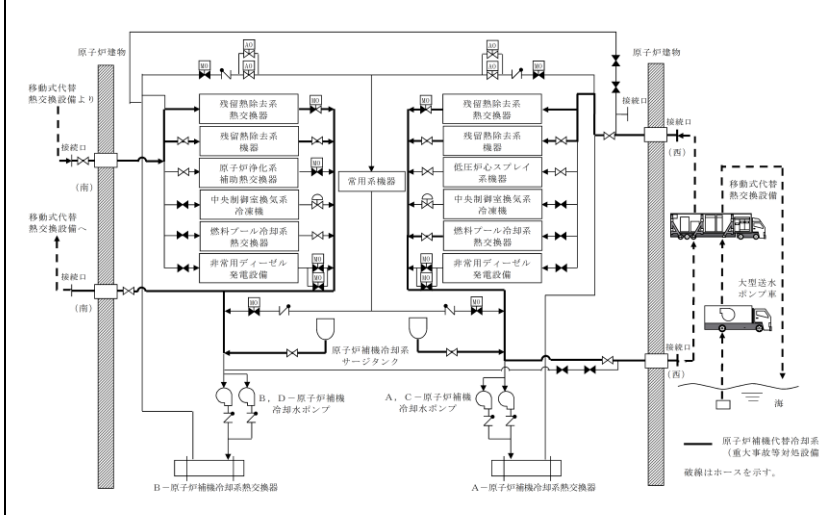 原子炉建物
原子炉建物
AO
AO
AO
AO
MO
MO
移動式代替
熱交換設備より
接続口
(南)
移動式代替
熱交換設備へ
接続口
(南)
残留熱除去系
熱交換器
MO
残留熱除去系
機器
原子炉浄化系
補助熱交換器
MO
中央制御室換気系
冷凍機
燃料プール冷却系
熱交換器
非常用ディーゼル
発電設備
MO
MO
常用系機器
MO
残留熱除去系
熱交換器
残留熱除去系
機器
低圧炉心スプレイ
系機器
中央制御室換気系
冷凍機
燃料プール冷却系
熱交換器
MO
MO
非常用ディーゼル
発電設備
接続口
接続口
(西)
移動式代替
熱交換設備
大型送水
ポンプ車
接続口
(西)
海
MO
MO
原子炉補機冷却系
サージタンク
B,D-原子炉補機
冷却水ポンプ
A,C-原子炉補機
冷却水ポンプ
B-原子炉補機冷却系熱交換器
A-原子炉補機冷却系熱交換器
原子炉補機代替冷却系
(重大事故等対処設備
破線はホースを示す。